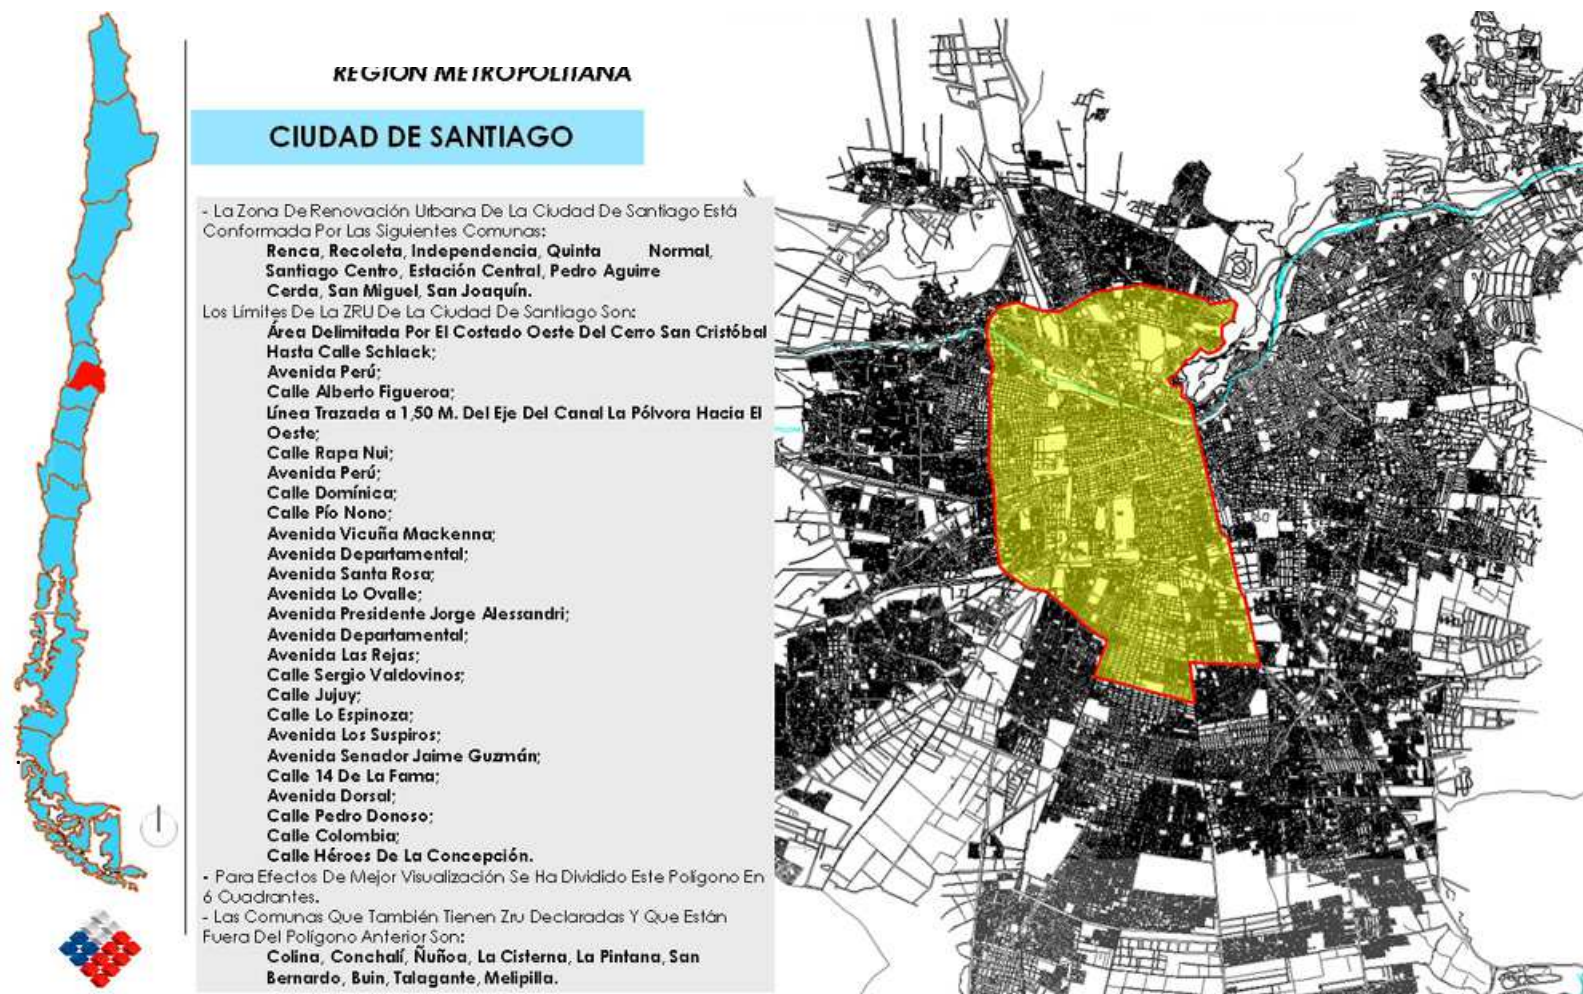 REGION METROPOLITANA
CIUDAD DE SANTIAGO
- La Zona De Renovación Urbana De La Ciudad De Santiago Está
Conformada Por Las Siguientes Comunas:
Renca, Recoleta, Independencia, Quinta Normal,
Santiago Centro, Estación Central, Pedro Aguirre
Cerda, San Miguel, San Joaquín.
Los Límites De La ZRU De La Ciudad De Santiago Son:
Área Delimitada Por El Costado Oeste Del Cerro San Cristóbal
Hasta Calle Schlack;
Avenida Perú;
Calle Alberto Figueroa;
Línea Trazada a 1,50 M. Del Eje Del Canal La Pólvora Hacia El
Oeste;
Calle Rapa Nui;
Avenida Perú;
Calle Domínica;
Calle Pío Nono;
Avenida Vicuña Mackenna;
Avenida Departamental;
Avenida Santa Rosa;
Avenida Lo Ovalle;
Avenida Presidente Jorge Alessandri;
Avenida Departamental;
Avenida Las Rejas;
Calle Sergio Valdovinos;
Calle Jujuy;
Calle Lo Espinoza;
Avenida Los Suspiros;
Avenida Senador Jaime Guzmán;
Calle 14 De La Fama;
Avenida Dorsal;
Calle Pedro Donoso;
Calle Colombia;
Calle Héroes De La Concepción.
- Para Efectos De Mejor Visualización Se Ha Dividido Este Polígono En
6 Cuadrantes.
- Las Comunas Que También Tienen Zru Declaradas Y Que Están
Fuera Del Polígono Anterior Son:
Colina, Conchalí, Ñuñoa, La Cisterna, La Pintana, San
Bernardo, Buin, Talagante, Melipilla.